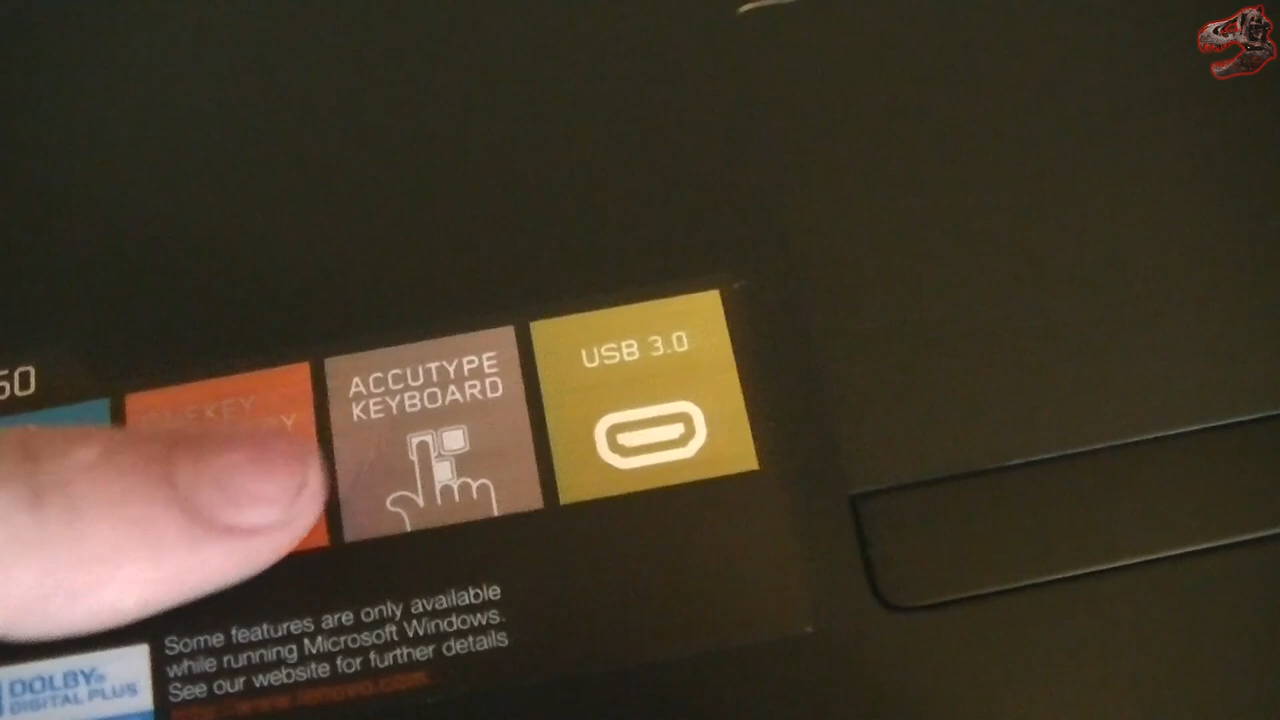 50
ACCUTYPE
KEYBOARD
USB 3.0
Some features are only available
while running Microsoft Windows.
See our website for further details
DOLBY®
DIGITAL PLUS